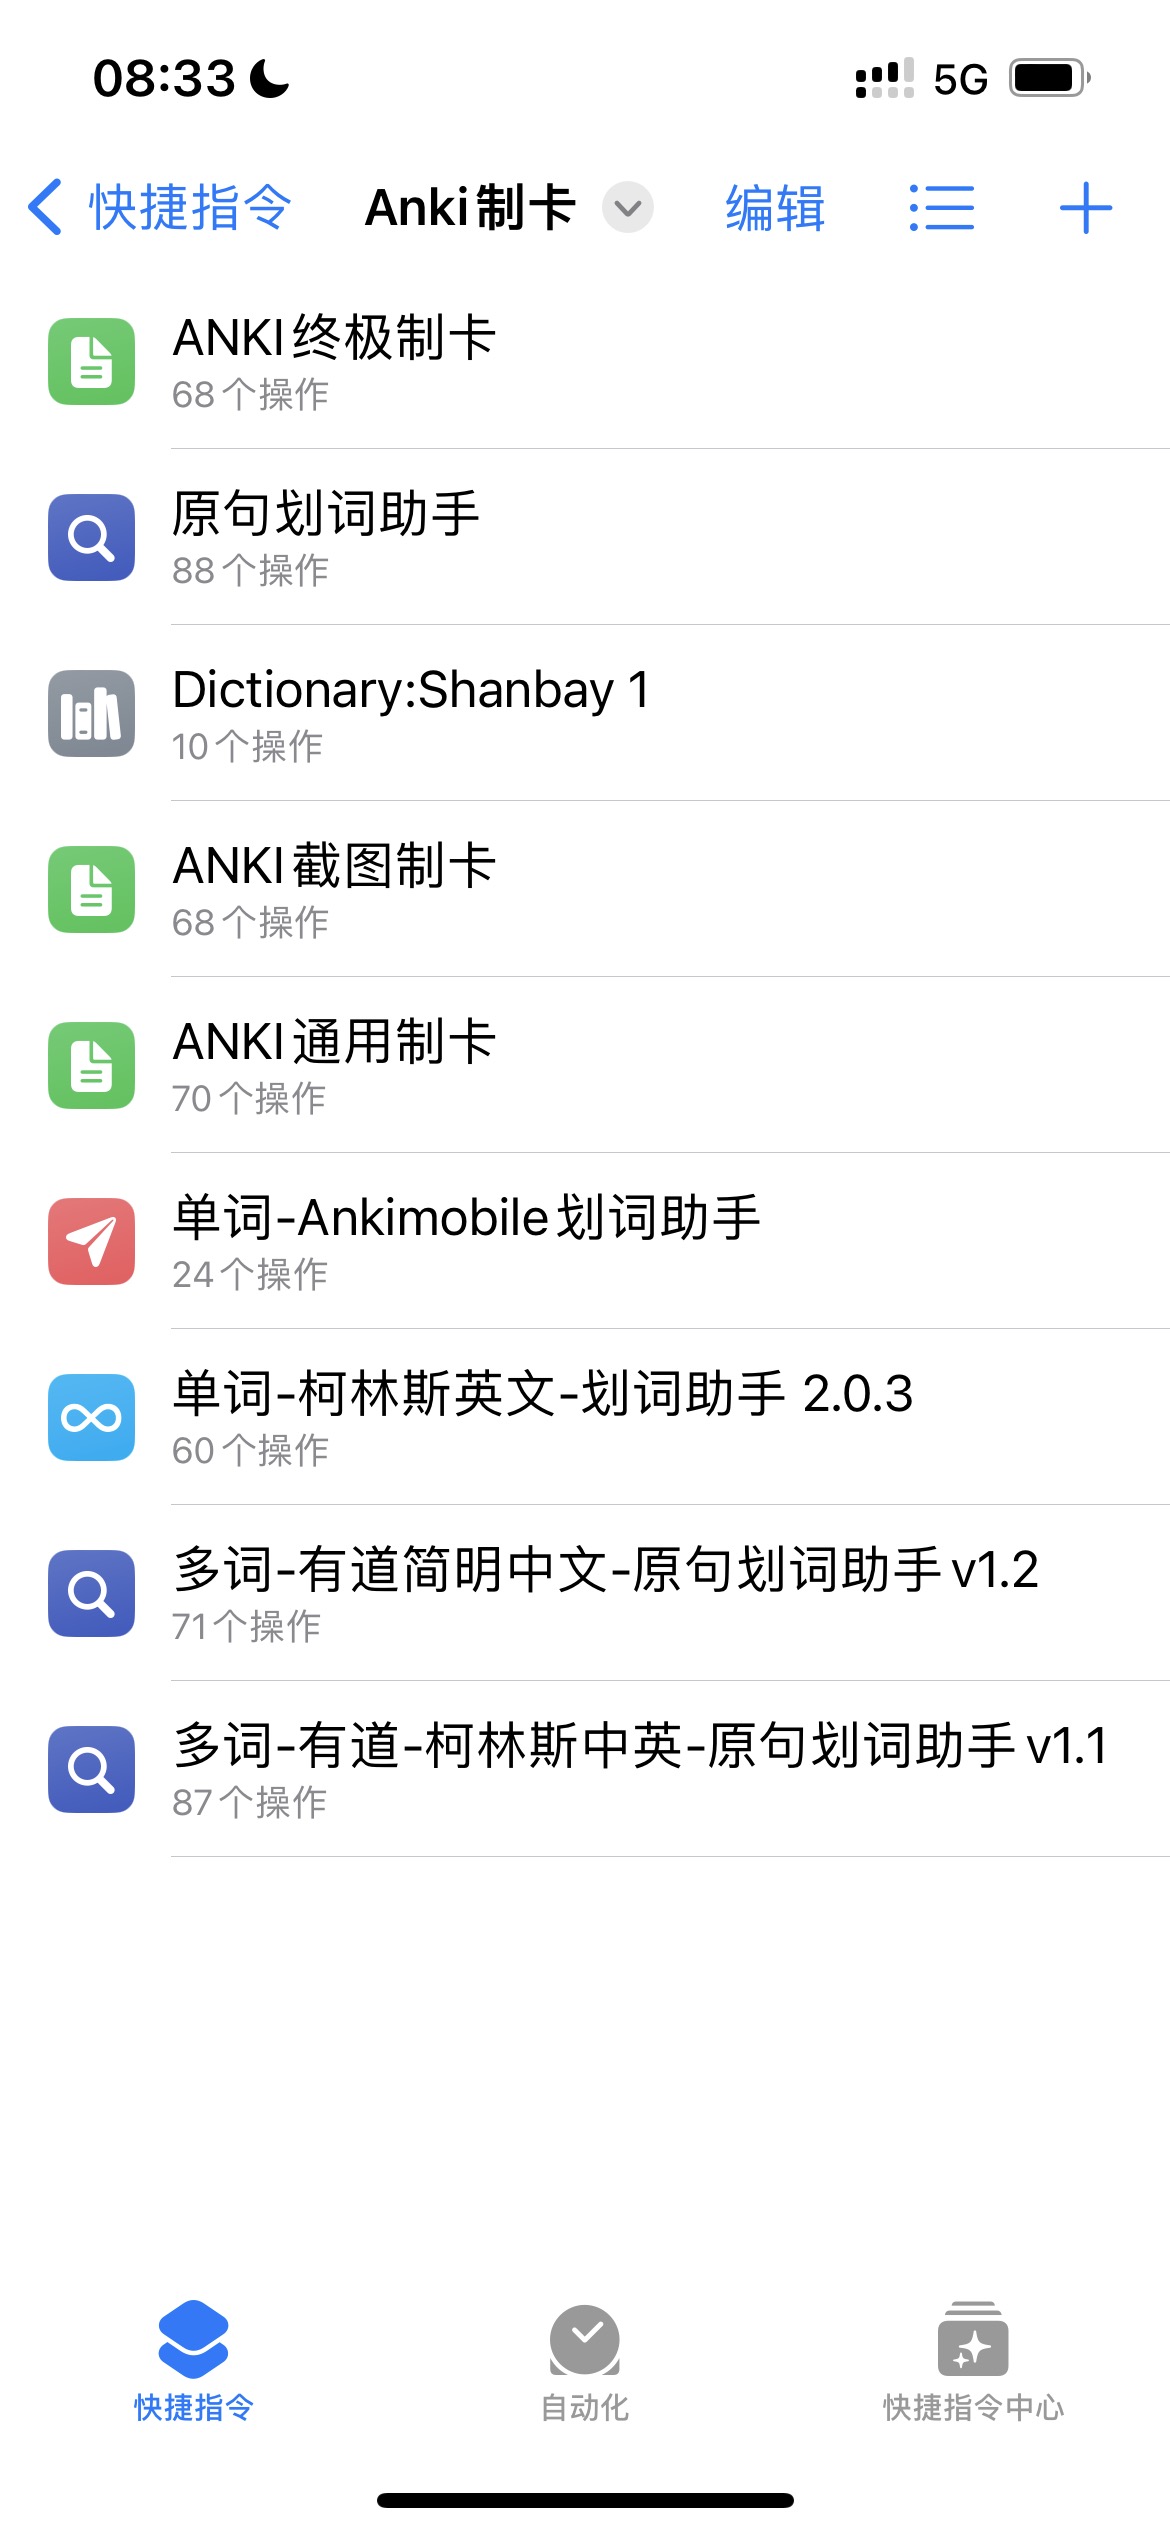 08:33
5G
快捷指令
Anki制卡
编辑
ANKI终极制卡
68个操作
原句划词助手
88个操作
Dictionary:Shanbay 1
10个操作
ANKI截图制卡
68个操作
ANKI通用制卡
70个操作
单词-Ankimobile划词助手
24个操作
单词-柯林斯英文-划词助手 2.0.3
60个操作
多词-有道简明中文-原句划词助手v1.2
71个操作
多词-有道-柯林斯中英-原句划词助手v1.1
87个操作
快捷指令
自动化
快捷指令中心